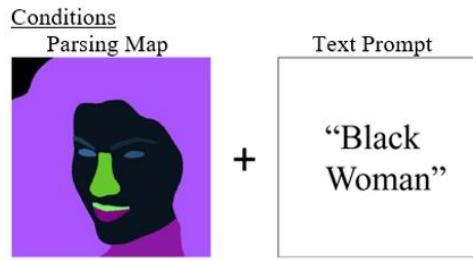 Conditions
Parsing Map
Text Prompt
+
“Black
Woman”